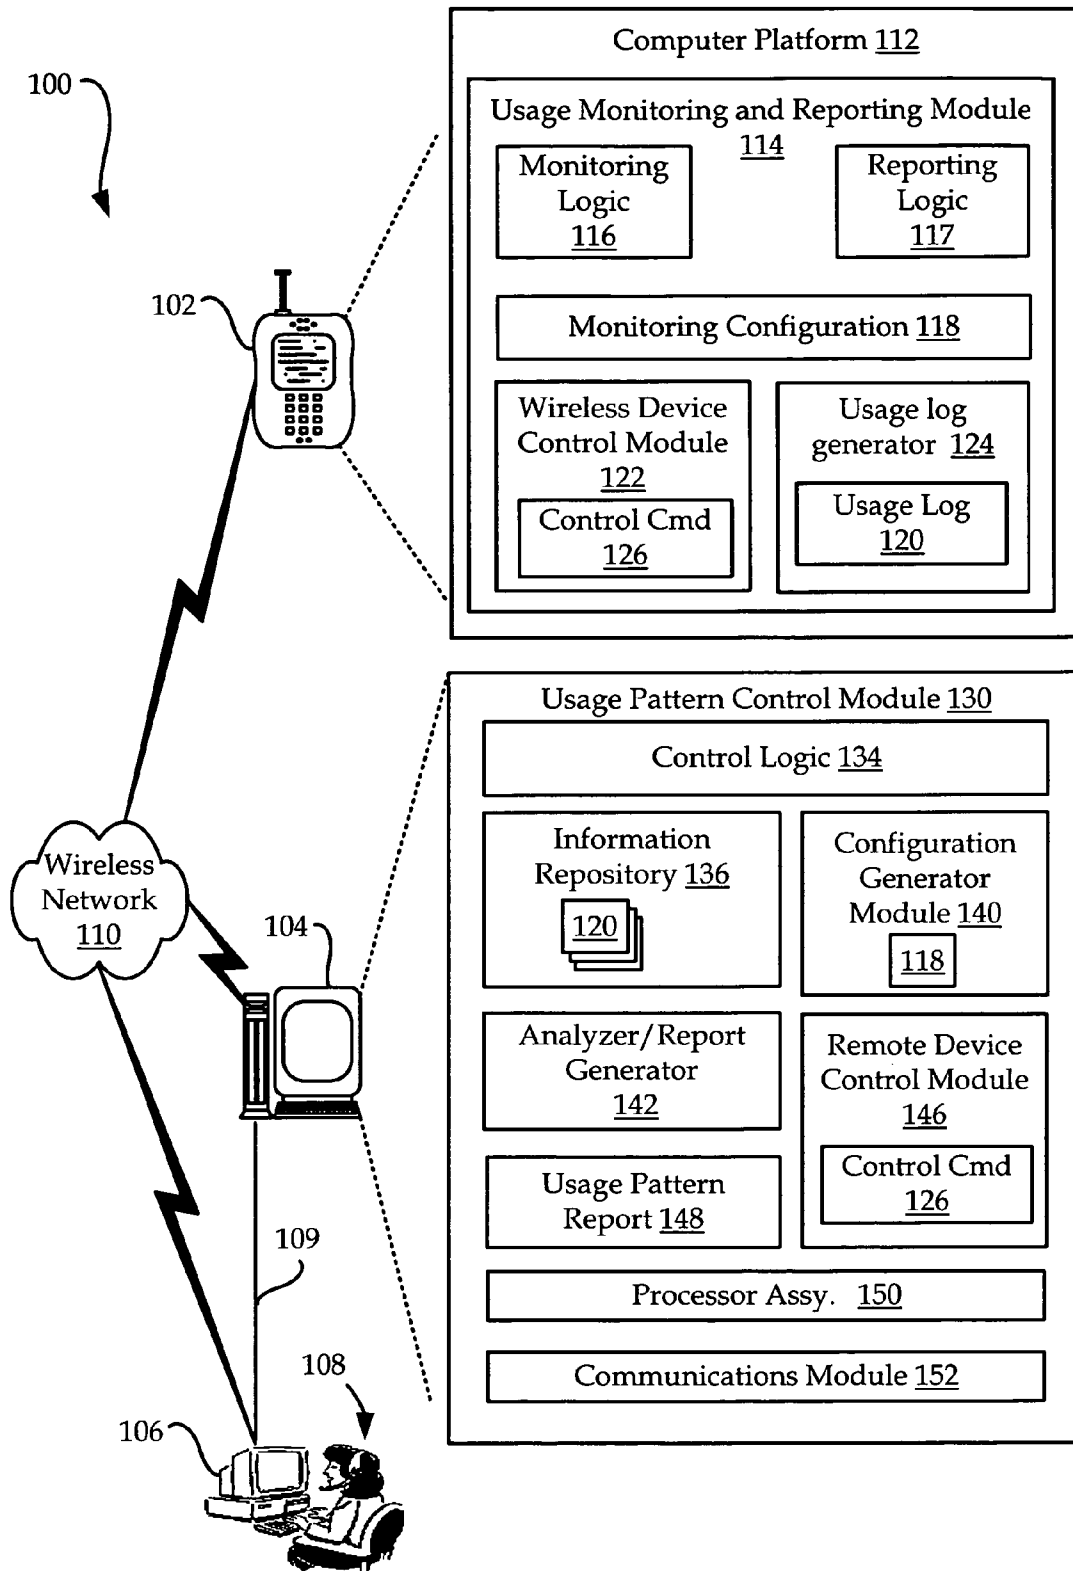 100
102
Computer Platform 112
Usage Monitoring and Reporting Module
114
Monitoring
Logic
116
Reporting
Logic
117
Monitoring Configuration 118
Wireless Device
Control Module
122
Control Cmd
126
Usage log
generator 124
Usage Log
120
Wireless
Network
110
104
109
108
106
Usage Pattern Control Module 130
Control Logic 134
Information
Repository 136
120
Configuration
Generator
Module 140
118
Analyzer/Report
Generator
142
Remote Device
Control Module
146
Control Cmd
126
Usage Pattern
Report 148
Processor Assy. 150
Communications Module 152